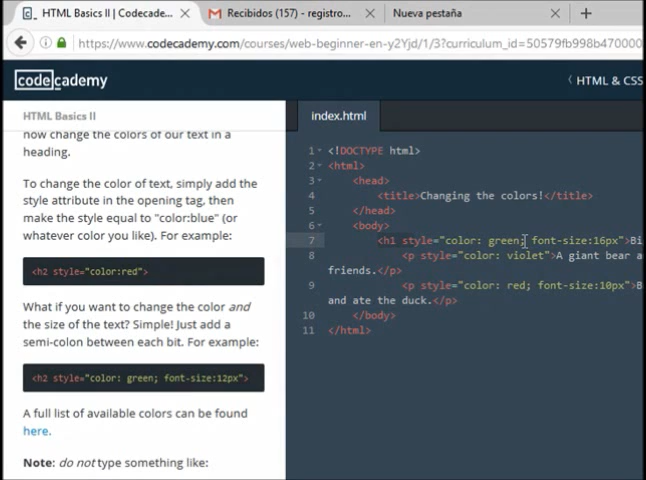 HTML Basics II | Codecade...
Recibidos (157) - registro...
Nueva pestaña
https://www.codecademy.com/courses/web-beginner-en-y2Yjd/1/3?curriculum_id=50579fb998b470000
codecademy
HTML & CSS
HTML Basics II
now change the colors of our text in a
heading.
To change the color of text, simply add the
style attribute in the opening tag, then
make the style equal to "color:blue" (or
whatever color you like). For example:
<h2 style="color:red">
What if you want to change the color and
the size of the text? Simple! Just add a
semi-colon between each bit. For example:
<h2 style="color: green; font-size:12px">
A full list of available colors can be found
here.
Note: do not type something like:
index.html
1 <!DOCTYPE html>
2 <html>
3 <head>
4 <title>Changing the colors!</title>
5 </head>
6 <body>
7 <h1 style="color: green; font-size:16px">Bi
8 <p style="color: violet">A giant bear a
friends.</p>
9 <p style="color: red; font-size:10px">B
and ate the duck.</p>
10 </body>
11 </html>